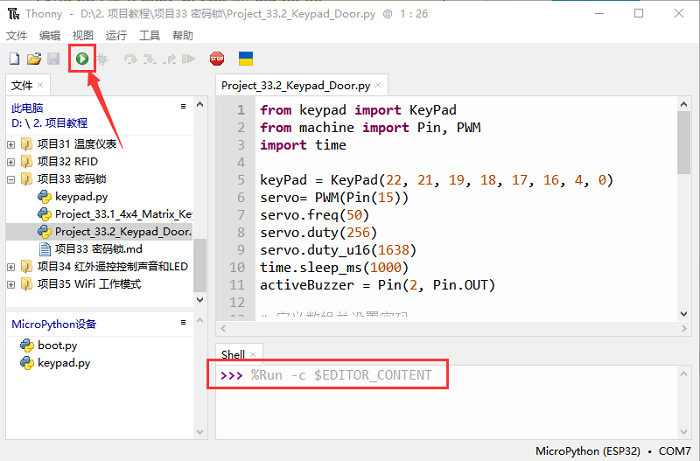 Thonny - D:\2. 项目教程\项目33 密码锁\Project_33.2_Keypad_Door.py @ 1 : 26
文件 编辑 视图 运行 工具 帮助
STOP
文件 ×
此电脑
D: \ 2. 项目教程
项目31 温度仪表
项目32 RFID
项目33 密码锁
keypad.py
Project_33.1_4x4_Matrix_Ke
Project_33.2_Keypad_Door.
项目33 密码锁.md
项目34 红外遥控控制声音和LED
项目35 WiFi 工作模式
MicroPython设备
boot.py
keypad.py
Project_33.2_Keypad_Door.py ×
1 from keypad import KeyPad
2 from machine import Pin, PWM
3 import time
4
5 keyPad = KeyPad(22, 21, 19, 18, 17, 16, 4, 0)
6 servo= PWM(Pin(15))
7 servo.freq(50)
8 servo.duty(256)
9 servo.duty_u16(1638)
10 time.sleep_ms(1000)
11 activeBuzzer = Pin(2, Pin.OUT)
12
Shell ×
>>> %Run -c $EDITOR_CONTENT
MicroPython (ESP32) • COM7